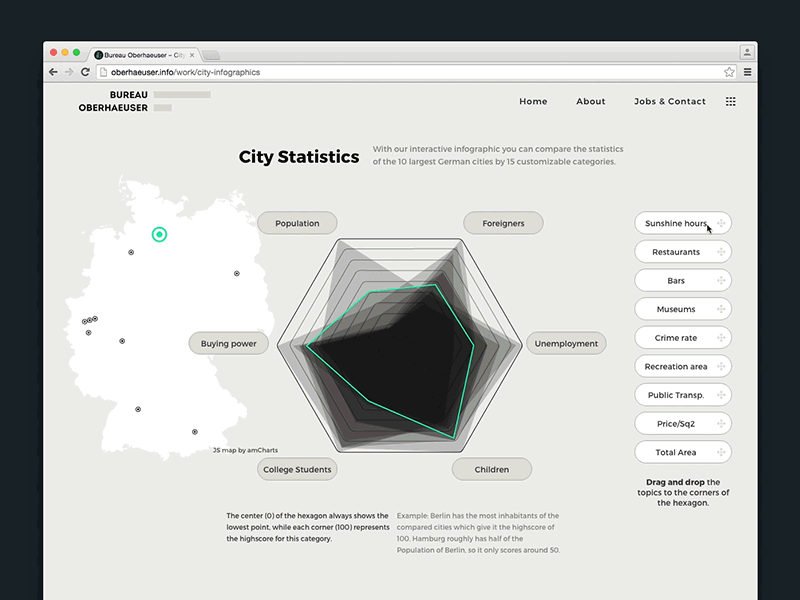 Bureau Oberhaeuser – City
oberhaeuser.info/work/city-infographics
BUREAU
OBERHAEUSER
Home
About
Jobs & Contact
City Statistics
With our interactive infographic you can compare the statistics
of the 10 largest German cities by 15 customizable categories.
Population
Foreigners
Buying power
Unemployment
College Students
Children
JS map by amCharts
Sunshine hours
Restaurants
Bars
Museums
Crime rate
Recreation area
Public Transp.
Price/Sq2
Total Area
Drag and drop the
topics to the corners of
the hexagon.
The center (0) of the hexagon always shows the
lowest point, while each corner (100) represents
the highscore for this category.
Example: Berlin has the most inhabitants of the
compared cities which give it the highscore of
100. Hamburg roughly has half of the
Population of Berlin, so it only scores around 50.